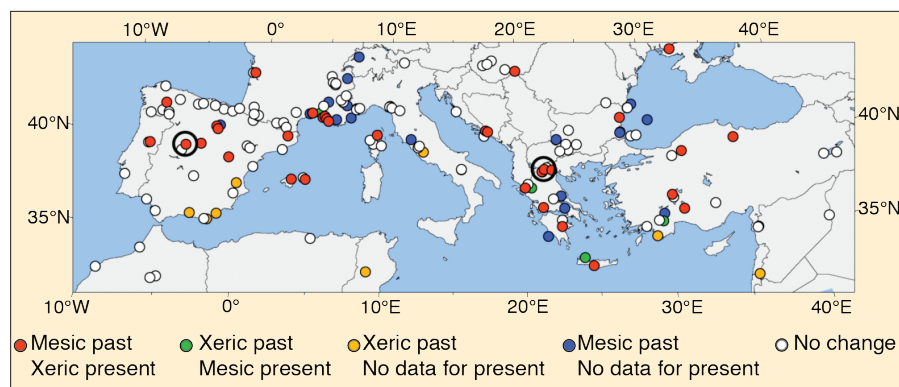 10°W 0° 10°E 20°E 30°E 40°E
40°N 40°N
35°N 35°N
10°W 0° 10°E 20°E 30°E 40°E
Mesic past Xeric past Xeric past Mesic past No change
Xeric present Mesic present No data for present No data for present